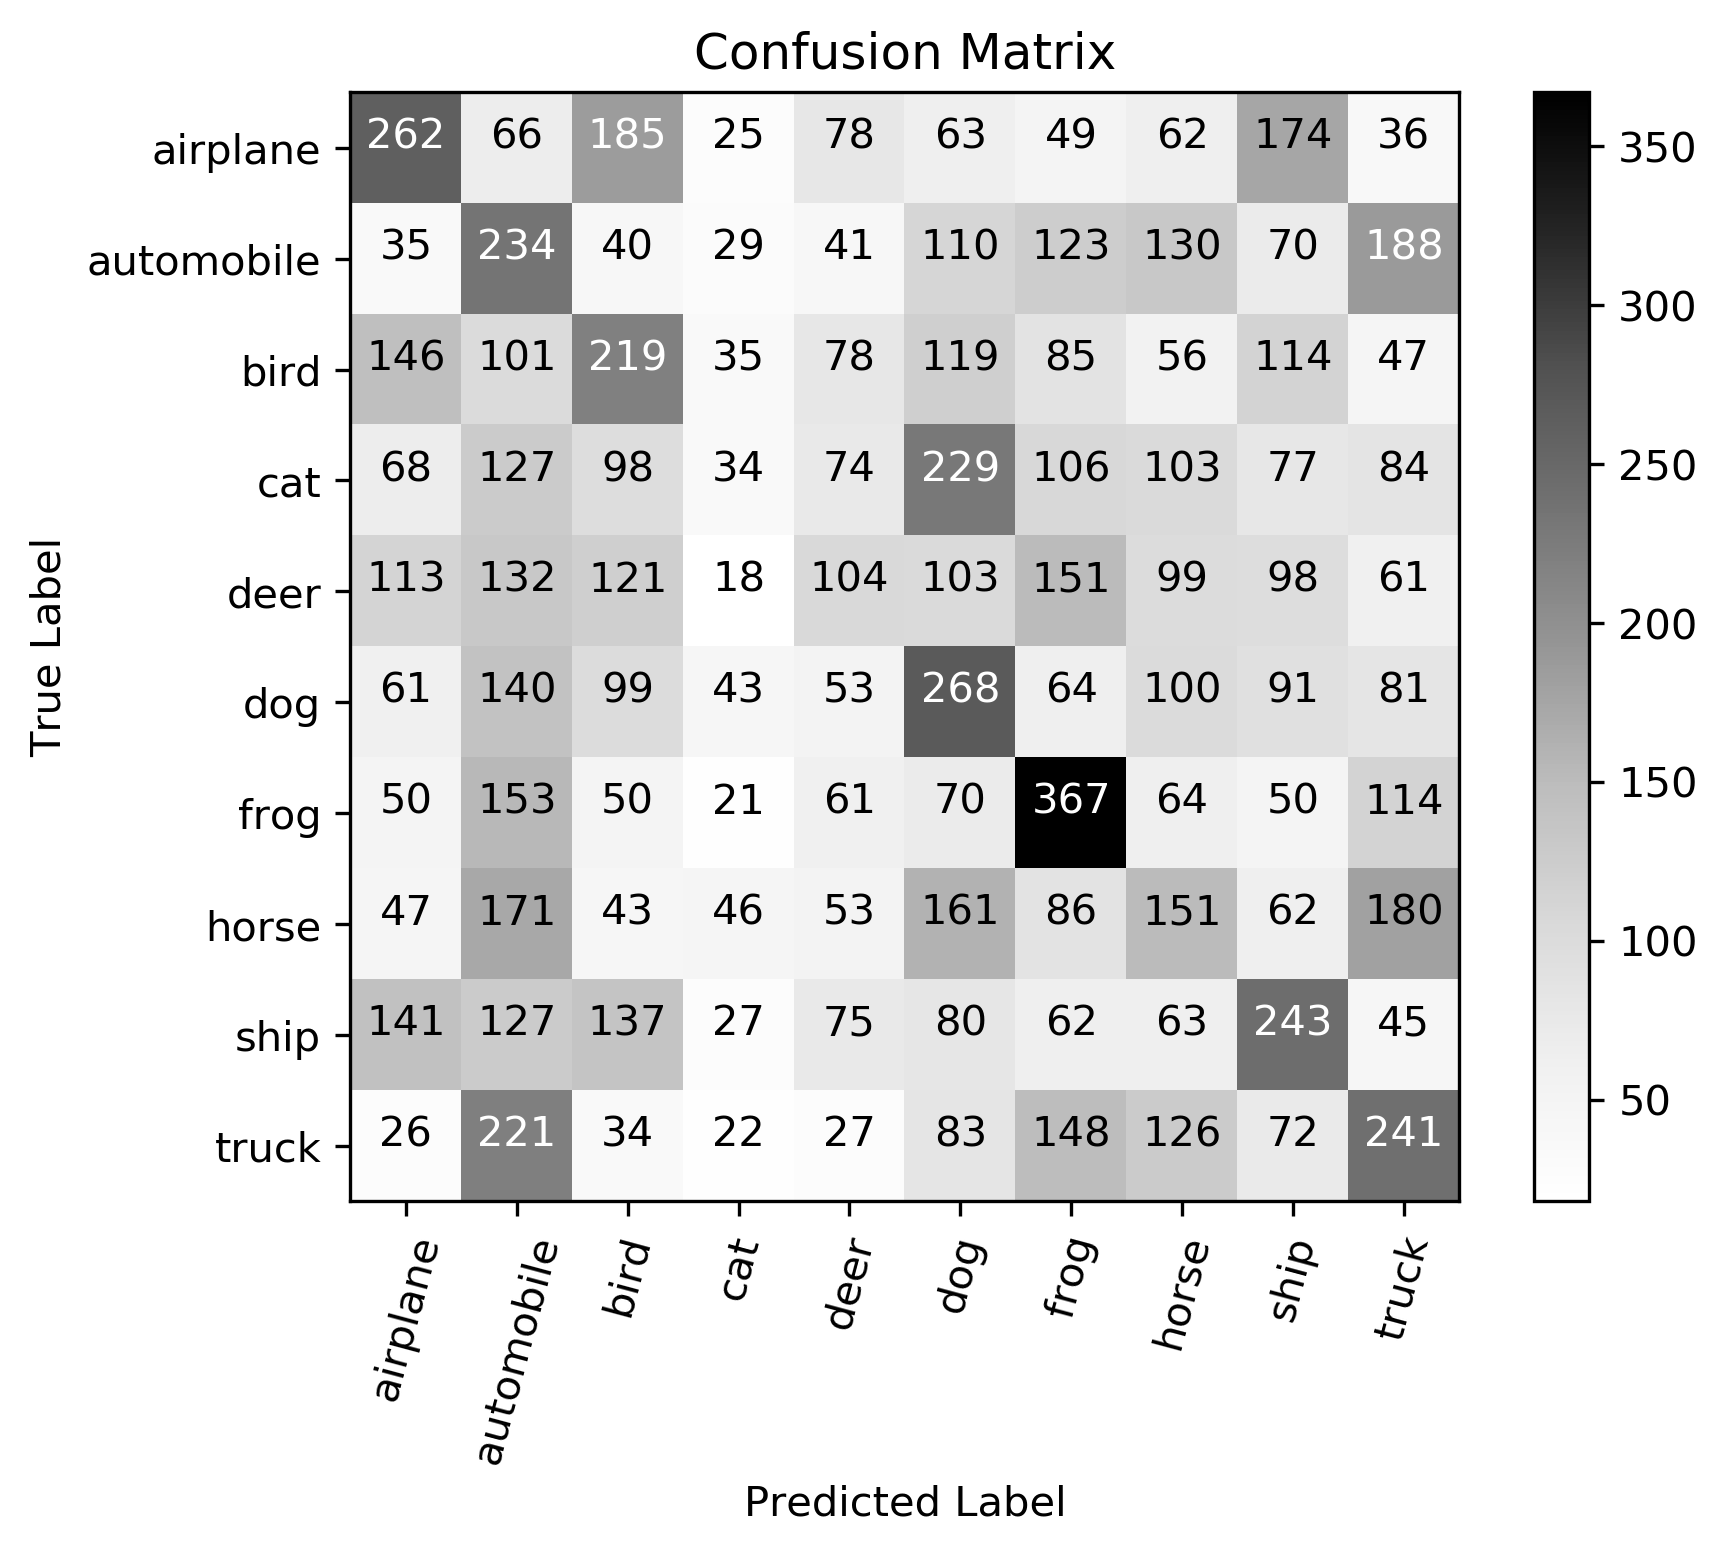 Confusion Matrix
True Label
airplane 262 66 185 25 78 63 49 62 174 36
automobile 35 234 40 29 41 110 123 130 70 188
bird 146 101 219 35 78 119 85 56 114 47
cat 68 127 98 34 74 229 106 103 77 84
deer 113 132 121 18 104 103 151 99 98 61
dog 61 140 99 43 53 268 64 100 91 81
frog 50 153 50 21 61 70 367 64 50 114
horse 47 171 43 46 53 161 86 151 62 180
ship 141 127 137 27 75 80 62 63 243 45
truck 26 221 34 22 27 83 148 126 72 241
airplane automobile bird cat deer dog frog horse ship truck
Predicted Label
350
300
250
200
150
100
50